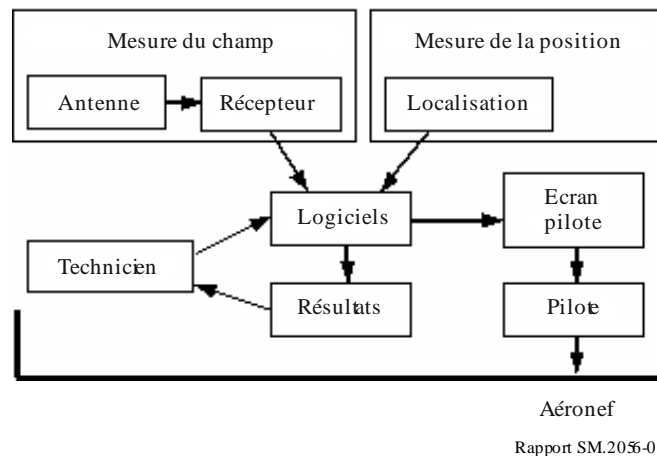 Mesure du champ
Mesure de la position
Antenne
Récepteur
Localisation
Logiciels
Ecran
pilote
Technicien
Résultats
Pilote
Aéronef
Rapport SM.2056-0